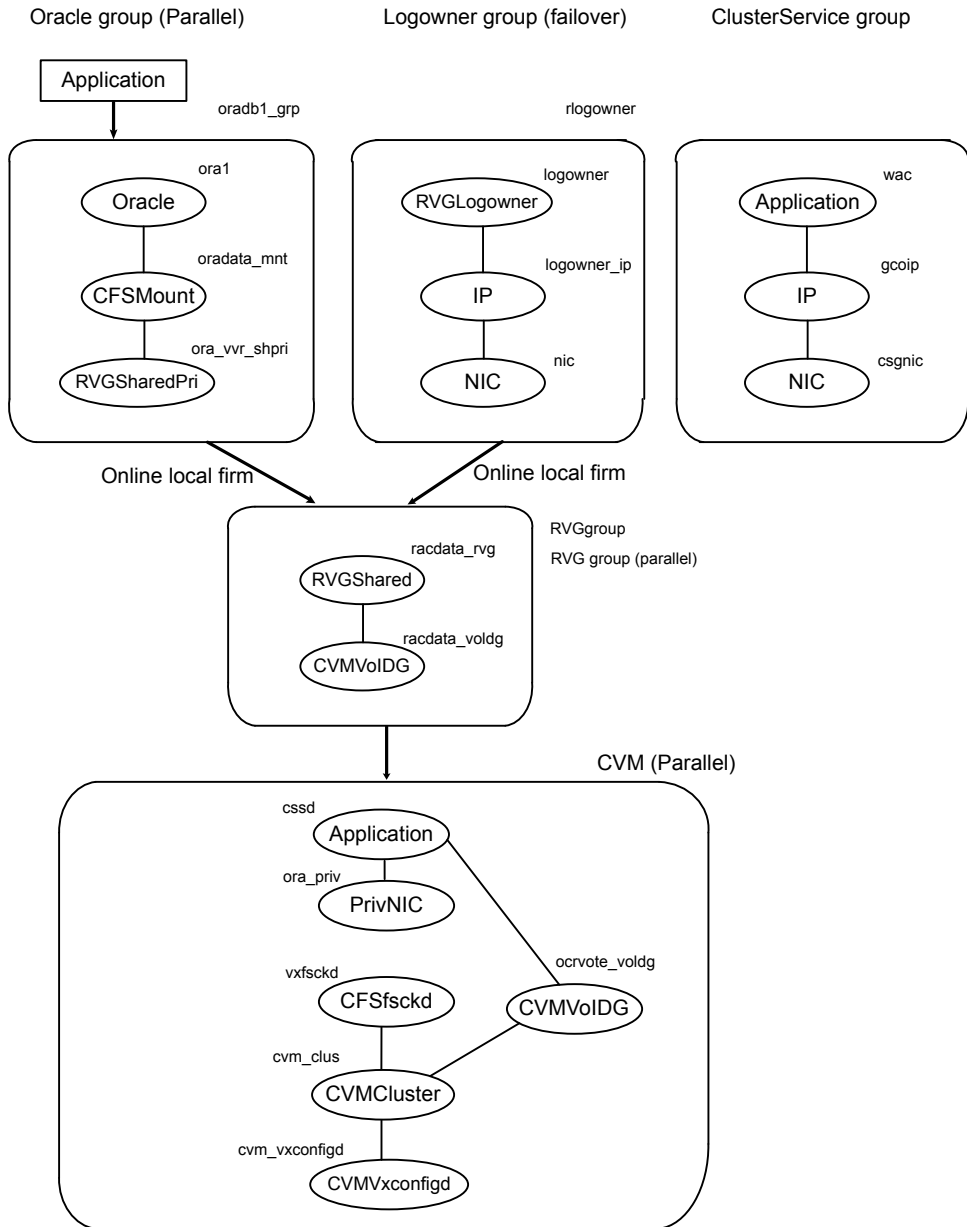 Oracle group (Parallel)
Logowner group (failover)
ClusterService group
Application
oradb1_grp
rlogowner
ora1
Oracle
oradata_mnt
CFSMount
ora_vvr_shpri
RVGSharedPri
logowner
RVGLogowner
logowner_ip
IP
nic
NIC
wac
Application
gcoip
IP
csgnic
NIC
Online local firm
Online local firm
RVGgroup
RVG group (parallel)
racdata_rvg
RVGShared
racdata_voldg
CVMVolDG
CVM (Parallel)
cssd
Application
ora_priv
PrivNIC
ocrvote_voldg
CVMVolDG
vxfsckd
CFSfsckd
cvm_clus
CVMCluster
cvm_vxconfigd
CVMVxconfigd